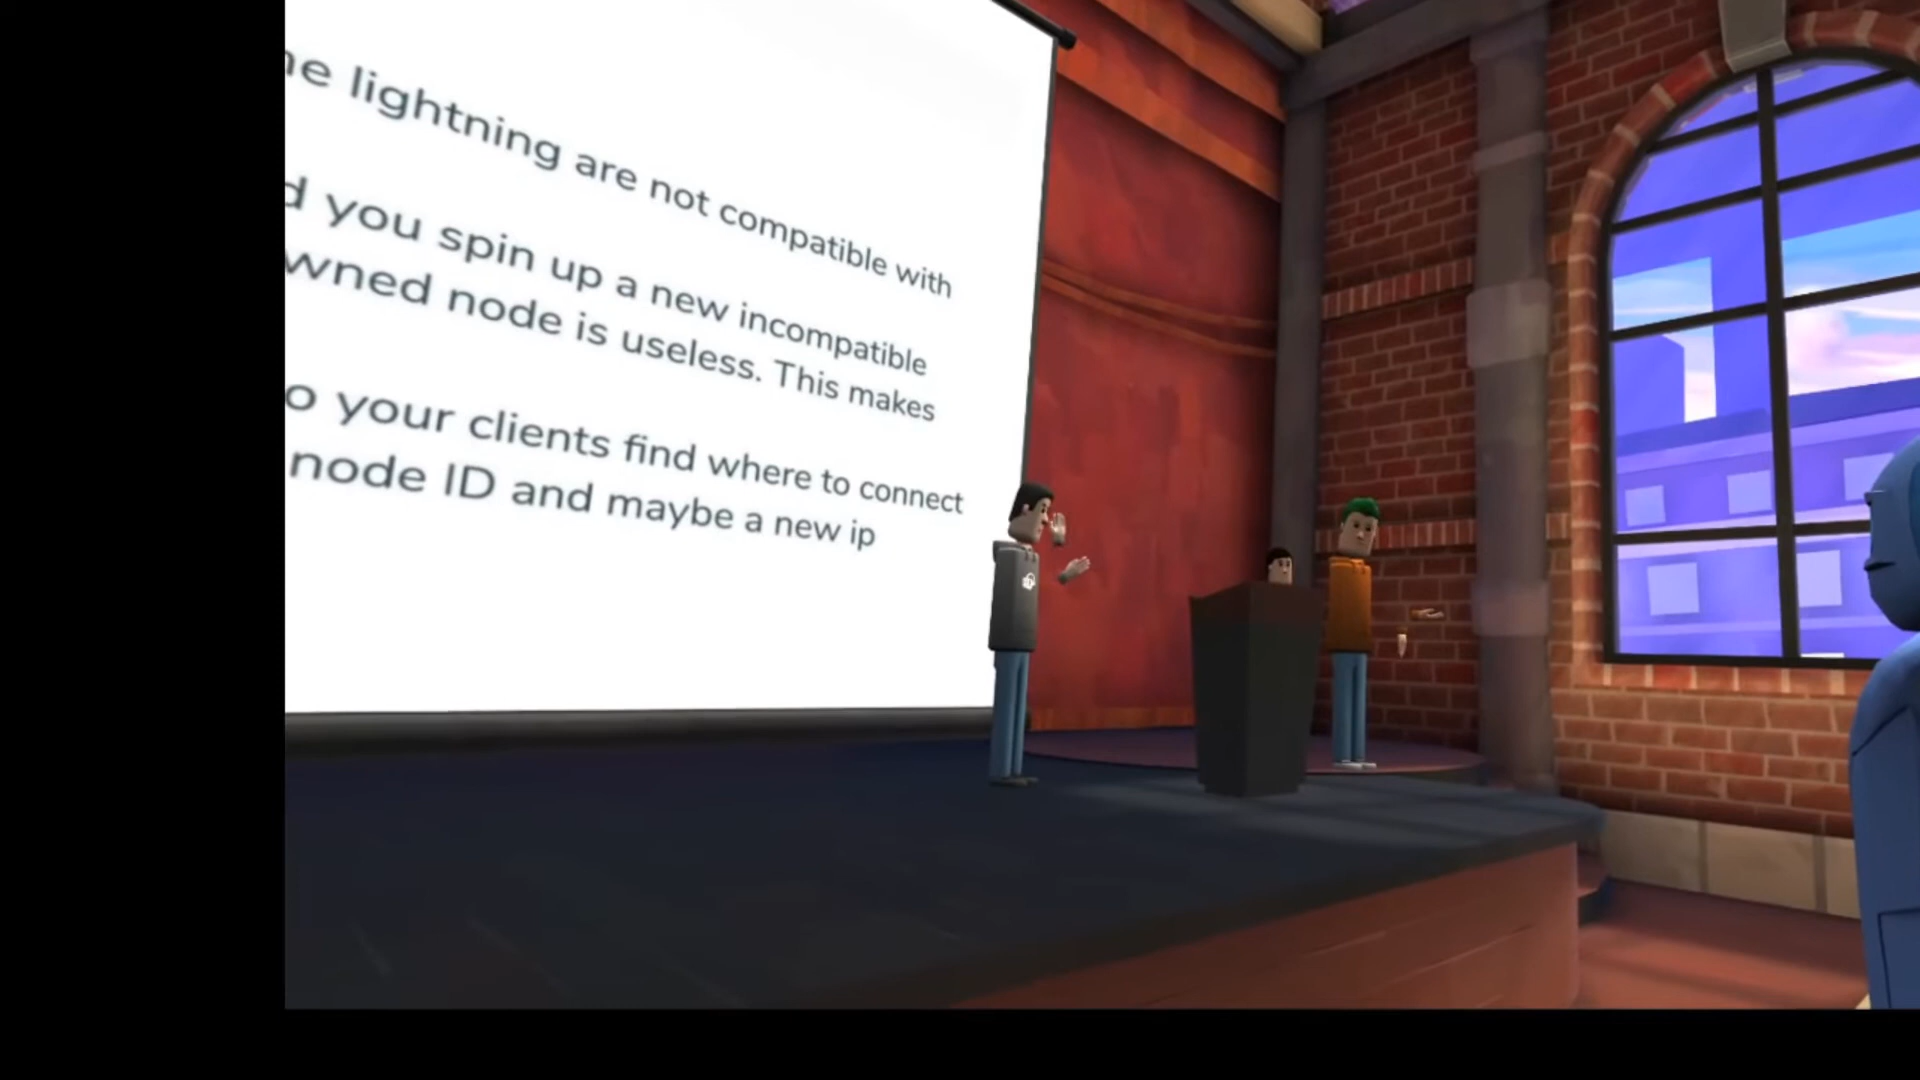 lightning are not compatible with
you spin up a new incompatible
node is useless. This makes
your clients find where to connect
node ID and maybe a new ip